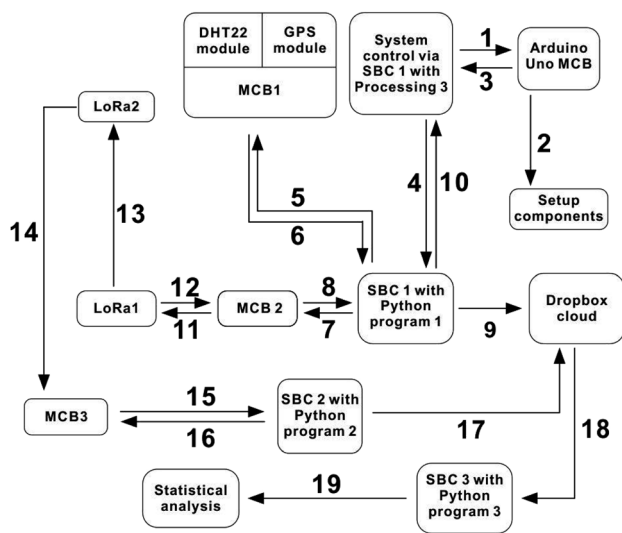 DHT22
module
GPS
module
MCB1
System
control via
SBC 1 with
Processing 3
1
3
Arduino
Uno MCB
2
Setup
components
LoRa2
14
13
5
6
4
10
LoRa1
12
11
MCB 2
8
7
SBC 1 with
Python
program 1
9
Dropbox
cloud
MCB3
15
16
SBC 2 with
Python
program 2
17
18
Statistical
analysis
19
SBC 3 with
Python
program 3